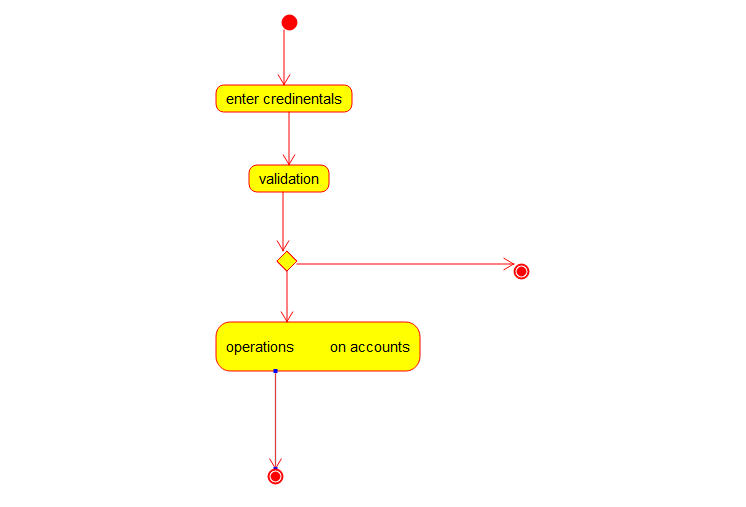 enter credinentals
validation
operations on accounts